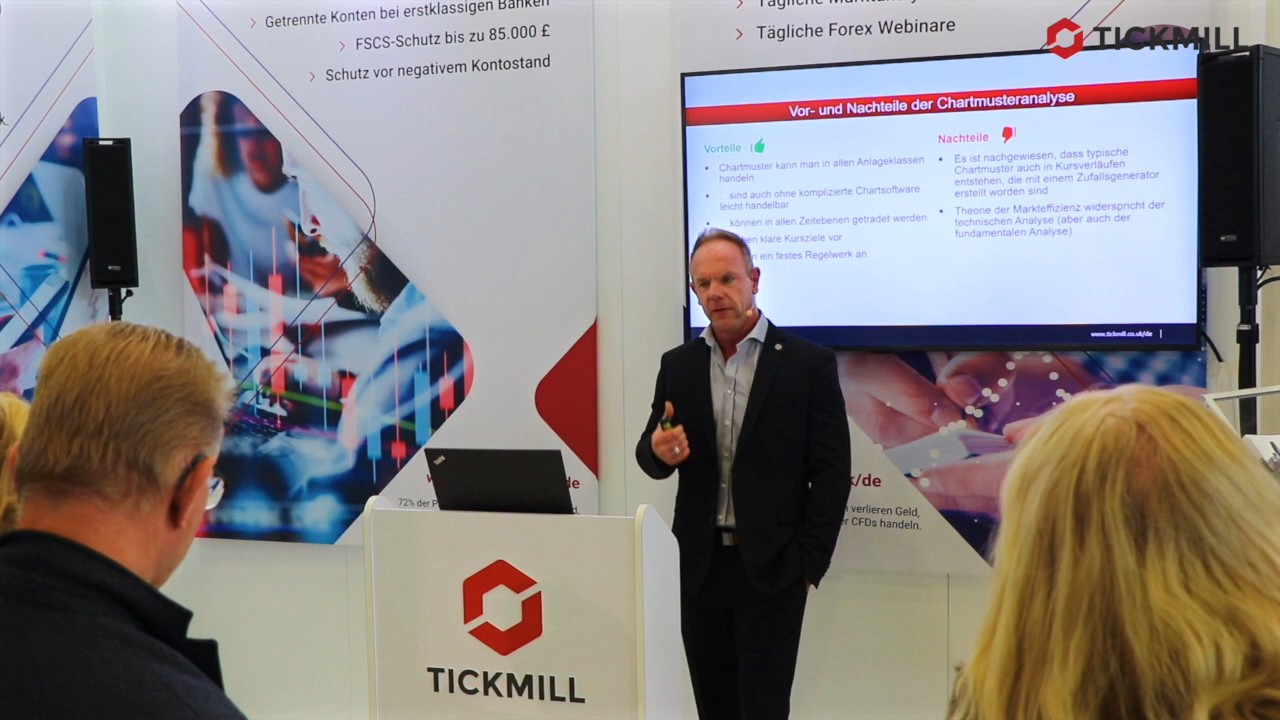 Getrennte Konten bei erstklassigen Banken
FSCS-Schutz bis zu 85.000 £
Schutz vor negativem Kontostand
Tägliche Forex Webinare
TICKMILL
Vor- und Nachteile der Chartmusteranalyse
Vorteile
Chartmuster kann man in allen Anlageklassen
handeln
...sind auch ohne komplizierte Chartsoftware
leicht handelbar
...können in allen Zeitebenen getradet werden
klare Kursziele vor
ein festes Regelwerk an
Nachteile
Es ist nachgewiesen, dass typische
Chartmuster auch in Kursverläufen
entstehen, die mit einem Zufallsgenerator
erstellt worden sind
Theorie der Markteffizienz widerspricht der
technischen Analyse (aber auch der
fundamentalen Analyse)
www.tickmill.co.uk/de
de
72% der
k/de
verlieren Geld,
CFDs handeln.
TICKMILL